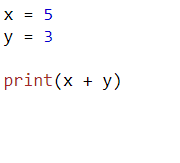 x = 5
y = 3

print(x + y)